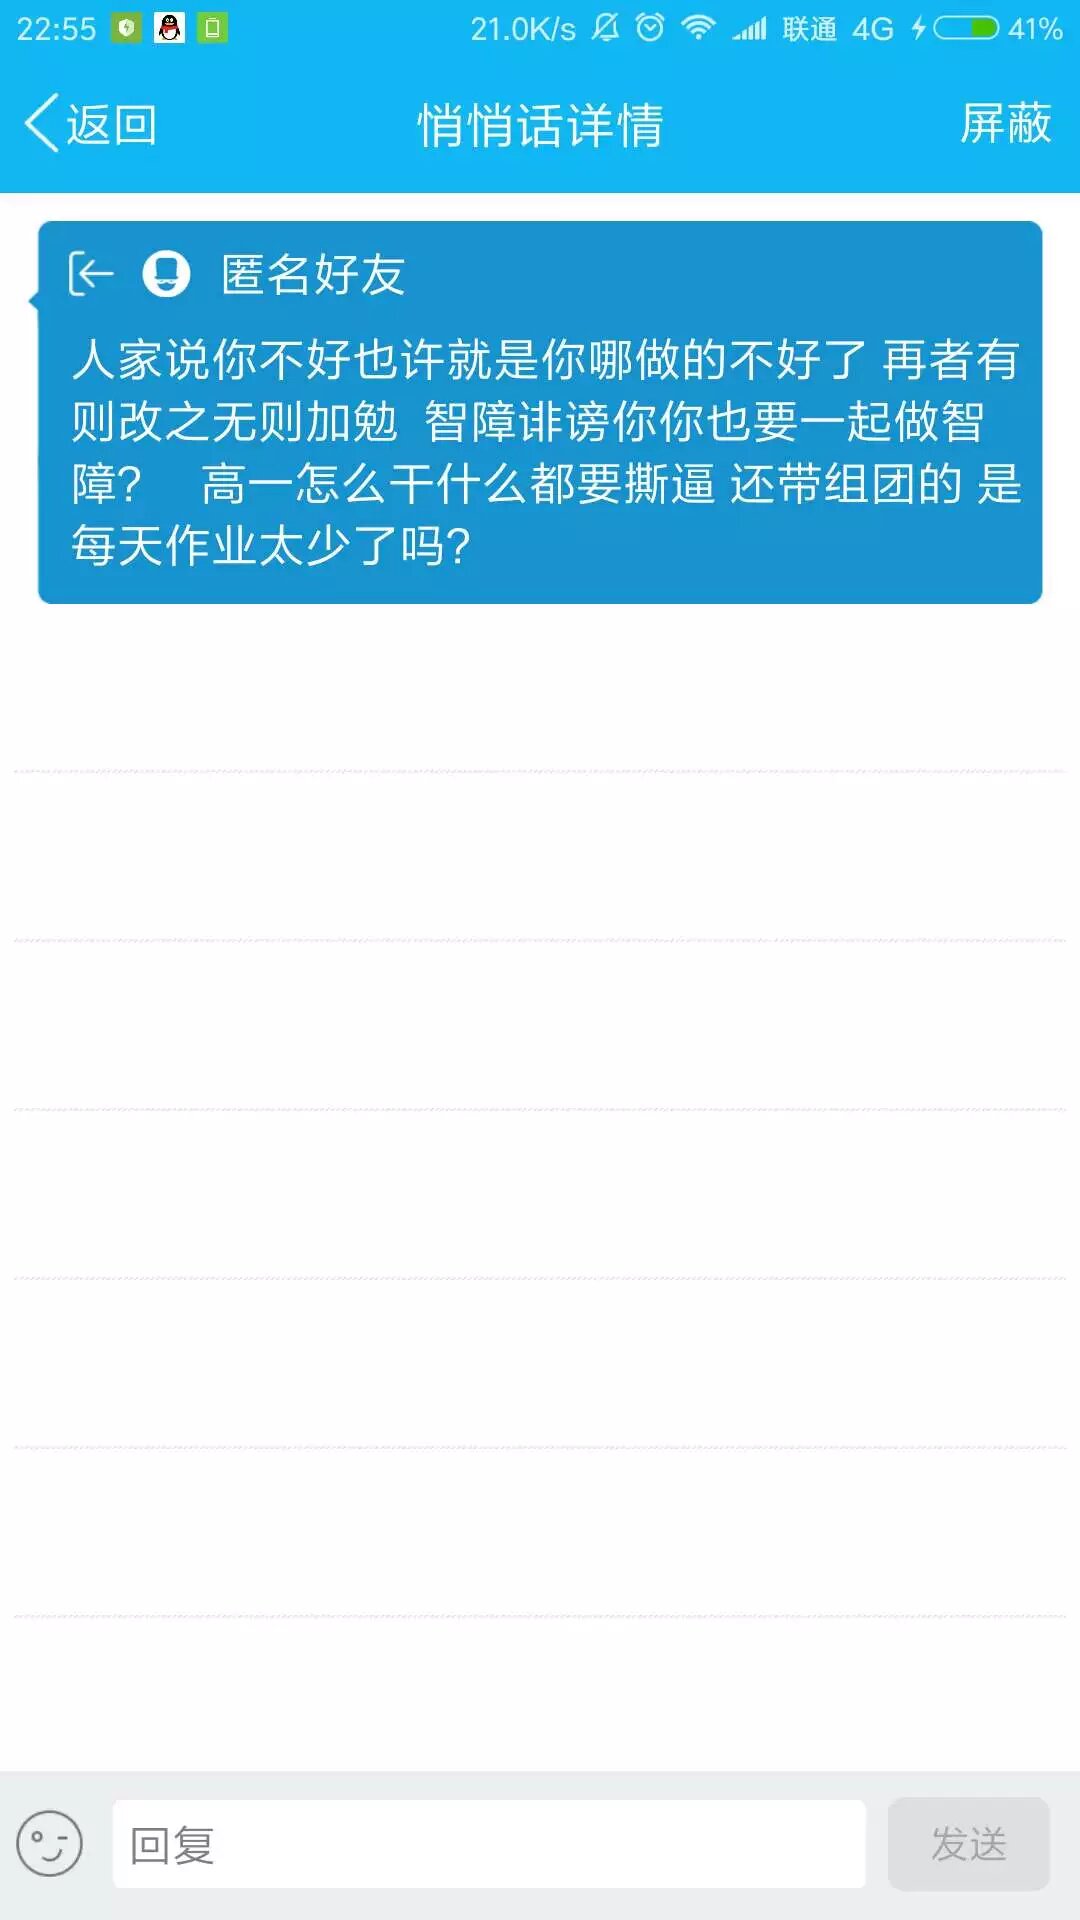 22:55 21.0K/s 联通 4G 41%
返回 悄悄话详情 屏蔽
匿名好友
人家说你不好也许就是你哪做的不好了 再者有
则改之无则加勉 智障诽谤你你也要一起做智
障? 高一怎么干什么都要撕逼 还带组团的 是
每天作业太少了吗?
回复 发送